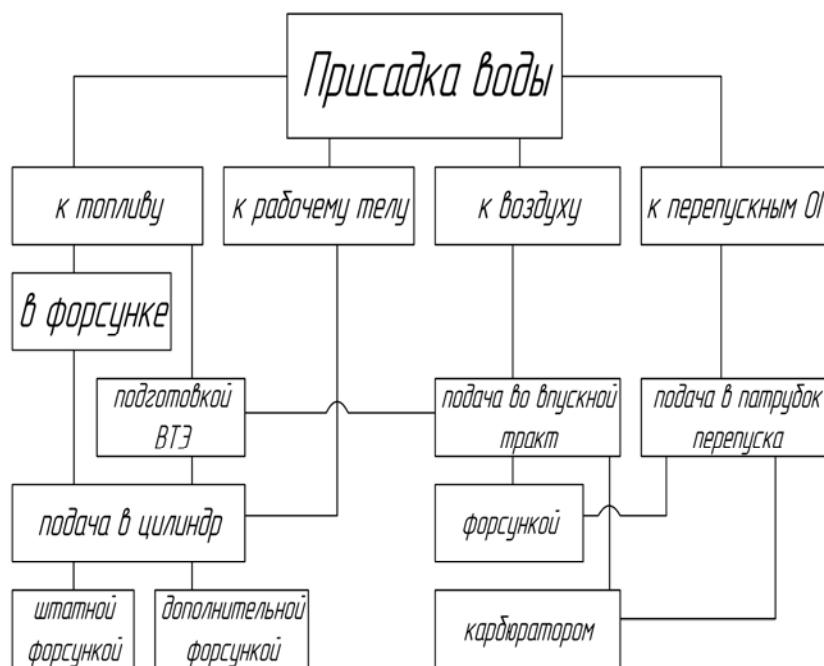 Присадка воды
к топливу
к рабочему телу
к воздуху
к перепускным ОГ
в форсунке
подготовкой
ВТЭ
подача во впускной
тракт
подача в патрубок
перепуска
подача в цилиндр
форсункой
штатной
форсункой
дополнительной
форсункой
карбюратором